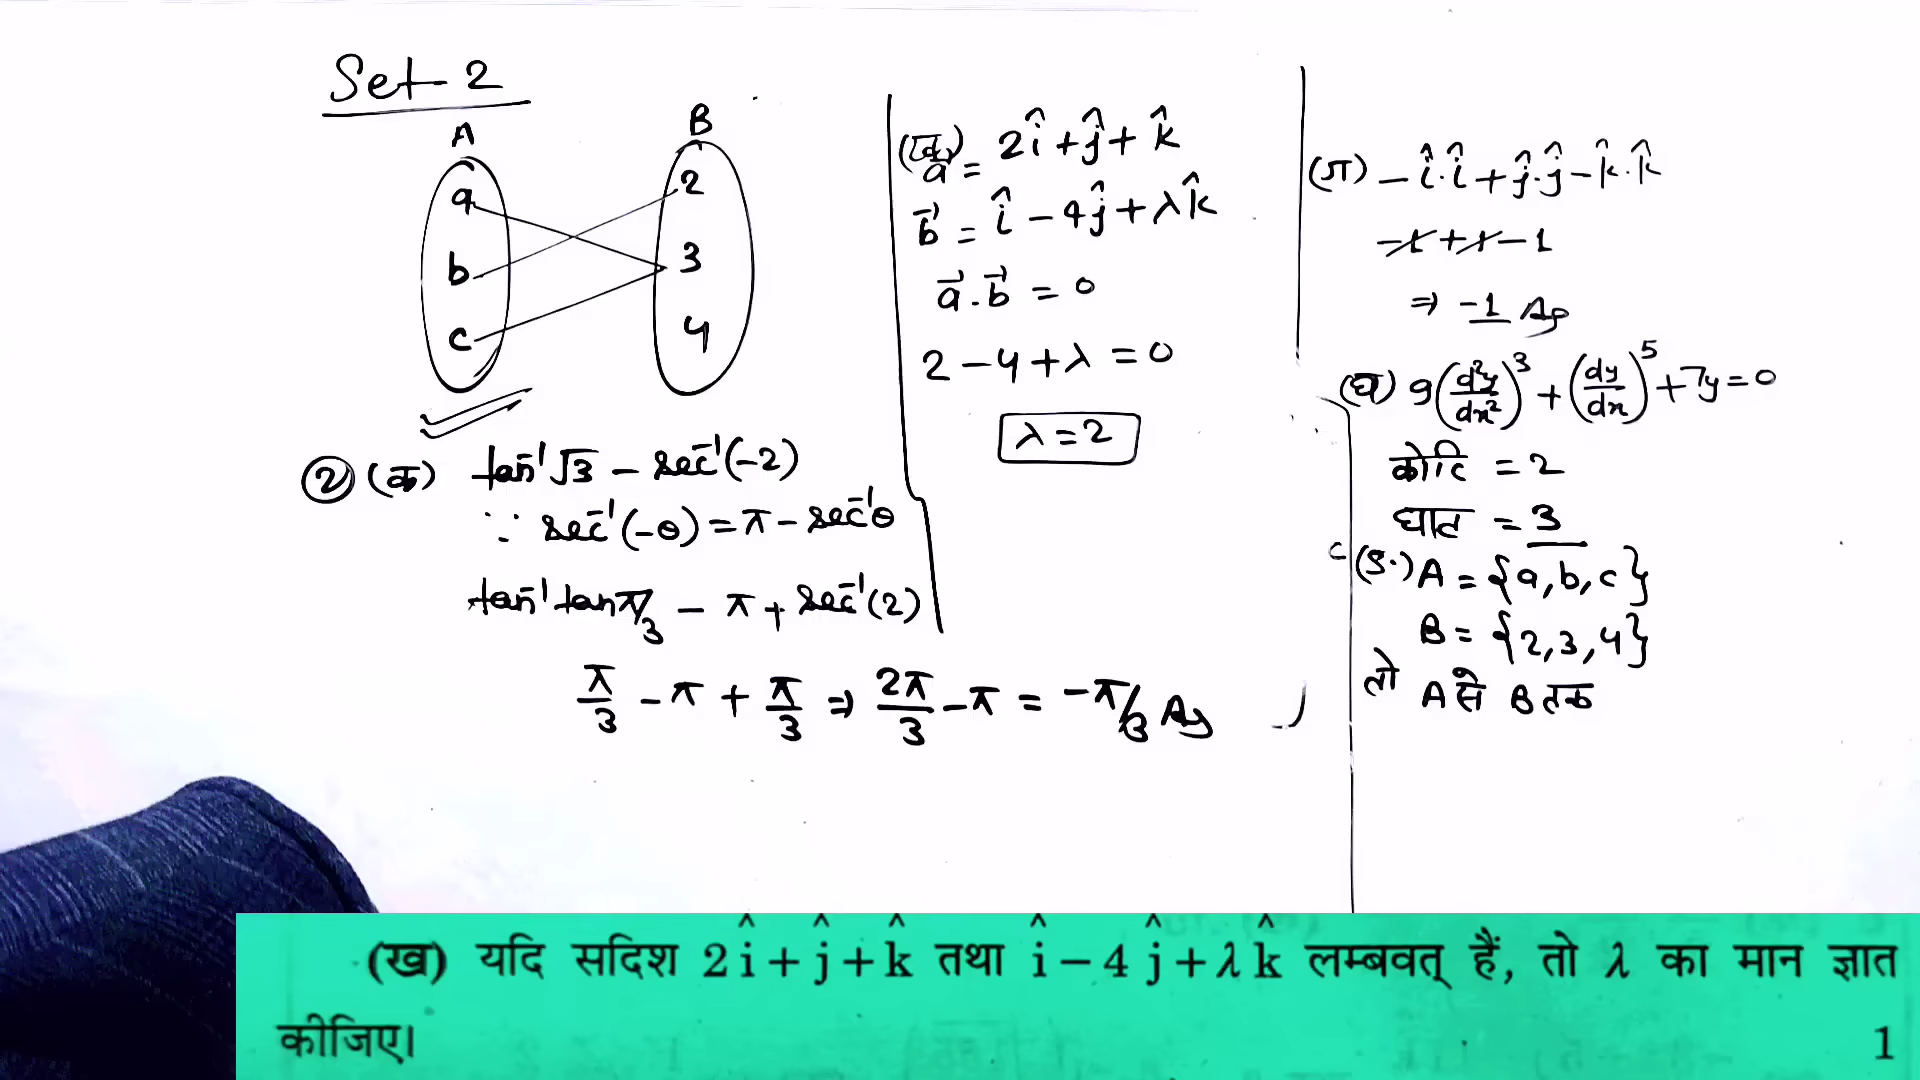 Set-2
A B
a 2
b 3
c 4
② (क) tan⁻¹√3 − sec⁻¹(−2)
∵ sec⁻¹(−θ) = π − sec⁻¹θ
tan⁻¹ tan π/3 − π + sec⁻¹(2)
π/3 − π + π/3 ⇒ 2π/3 − π = −π/3 Ans
(ख) a⃗ = 2î + ĵ + k̂
b⃗ = î − 4ĵ + λk̂
a⃗ . b⃗ = 0
2 − 4 + λ = 0
λ = 2
(ग) − î.î + ĵ.ĵ − k̂.k̂
−1 + 1 − 1
⇒ −1 Ans
(घ) 9(d²y/dx²)³ + (dy/dx)⁵ + 7y = 0
कोटि = 2
घात = 3
(ङ) A = {a, b, c}
B = {2, 3, 4}
तो A से B तक
(ख) यदि सदिश 2î+ĵ+k̂ तथा î−4ĵ+λk̂ लम्बवत् हैं, तो λ का मान ज्ञात
कीजिए। 1